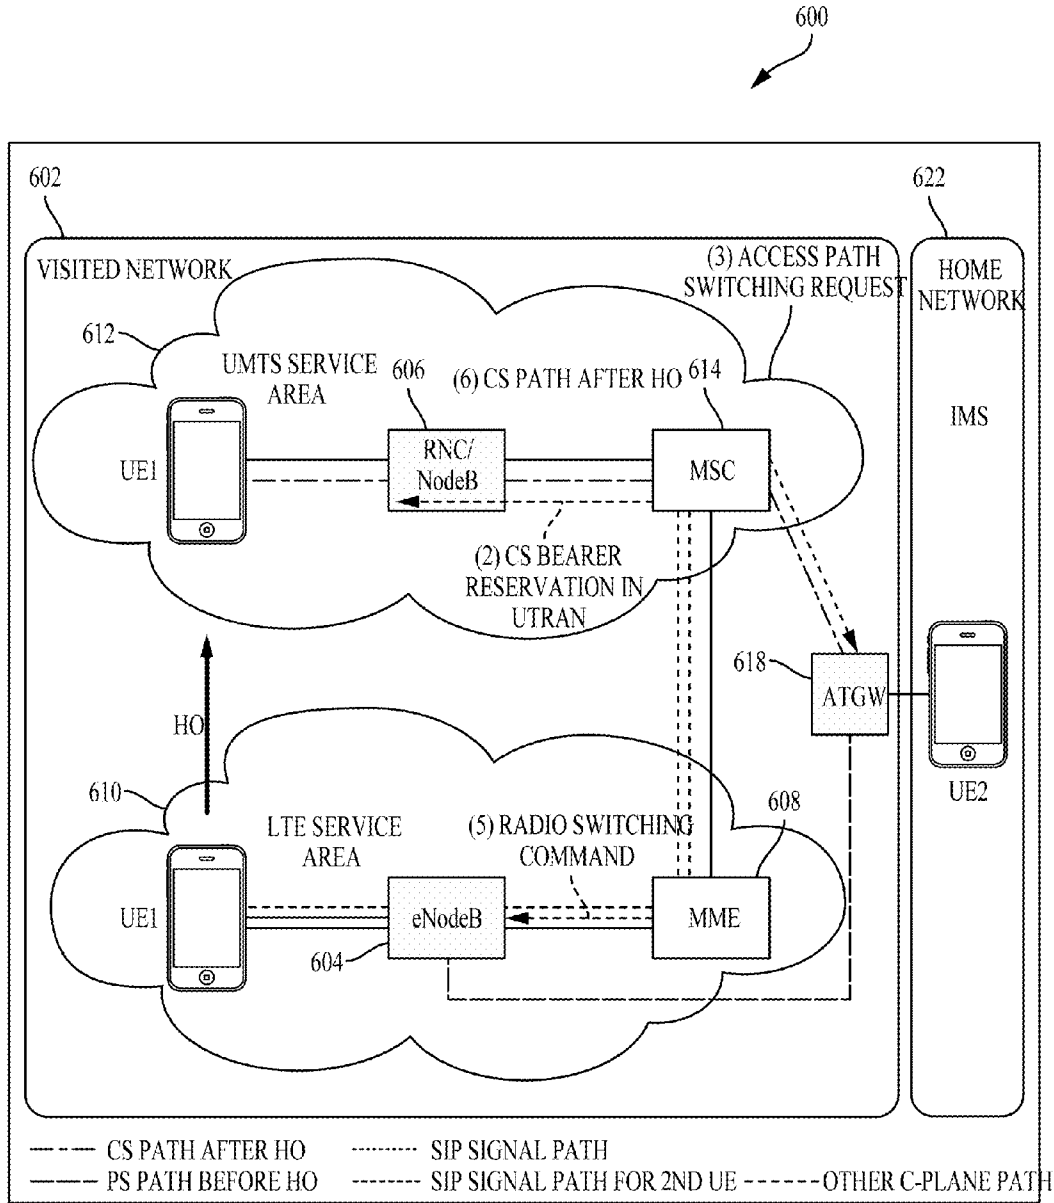 600
602
622
VISITED NETWORK
(3) ACCESS PATH
SWITCHING REQUEST
HOME
NETWORK
612
UMTS SERVICE
AREA
606
(6) CS PATH AFTER HO
614
IMS
UE1
RNC/
NodeB
MSC
(2) CS BEARER
RESERVATION IN
UTRAN
618
ATGW
HO
UE2
610
608
LTE SERVICE
AREA
(5) RADIO SWITCHING
COMMAND
UE1
eNodeB
MME
604
CS PATH AFTER HO
SIP SIGNAL PATH
PS PATH BEFORE HO
SIP SIGNAL PATH FOR 2ND UE
OTHER C-PLANE PATH